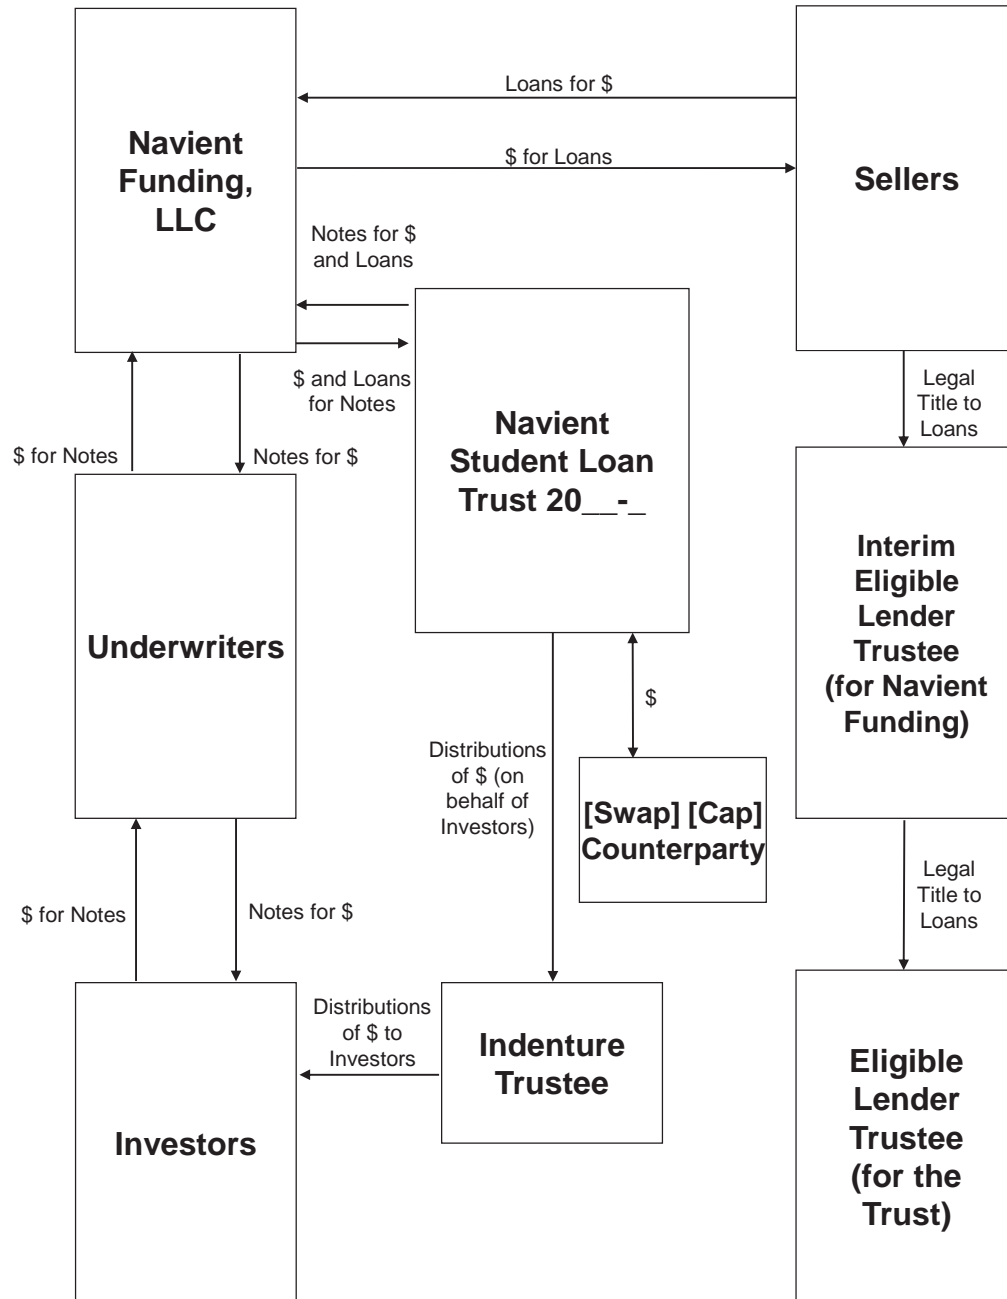 Loans for $
Navient
Funding,
LLC
$ for Loans
Sellers
Notes for $
and Loans
$ and Loans
for Notes
Legal
Title to
Loans
Navient
Student Loan
Trust 20__-_
$ for Notes
Notes for $
Interim
Eligible
Lender
Trustee
(for Navient
Funding)
Underwriters
$
Distributions
of $ (on
behalf of
Investors)
[Swap] [Cap]
Counterparty
Legal
Title to
Loans
$ for Notes
Notes for $
Distributions
of $ to
Investors
Indenture
Trustee
Investors
Eligible
Lender
Trustee
(for the
Trust)